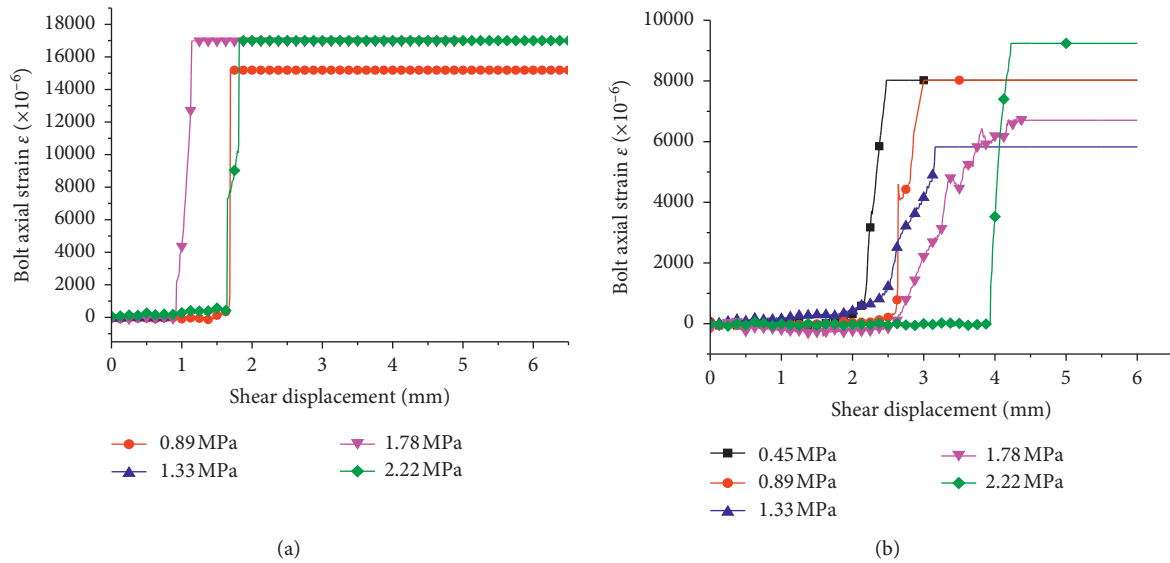 18000
16000
14000
12000
10000
8000
6000
4000
2000
0
Bolt axial strain ε (×10⁻⁶)
0 1 2 3 4 5 6
Shear displacement (mm)
0.89 MPa 1.78 MPa
1.33 MPa 2.22 MPa
(a)
10000
8000
6000
4000
2000
0
Bolt axial strain ε (×10⁻⁶)
0 1 2 3 4 5 6
Shear displacement (mm)
0.45 MPa 1.78 MPa
0.89 MPa 2.22 MPa
1.33 MPa
(b)